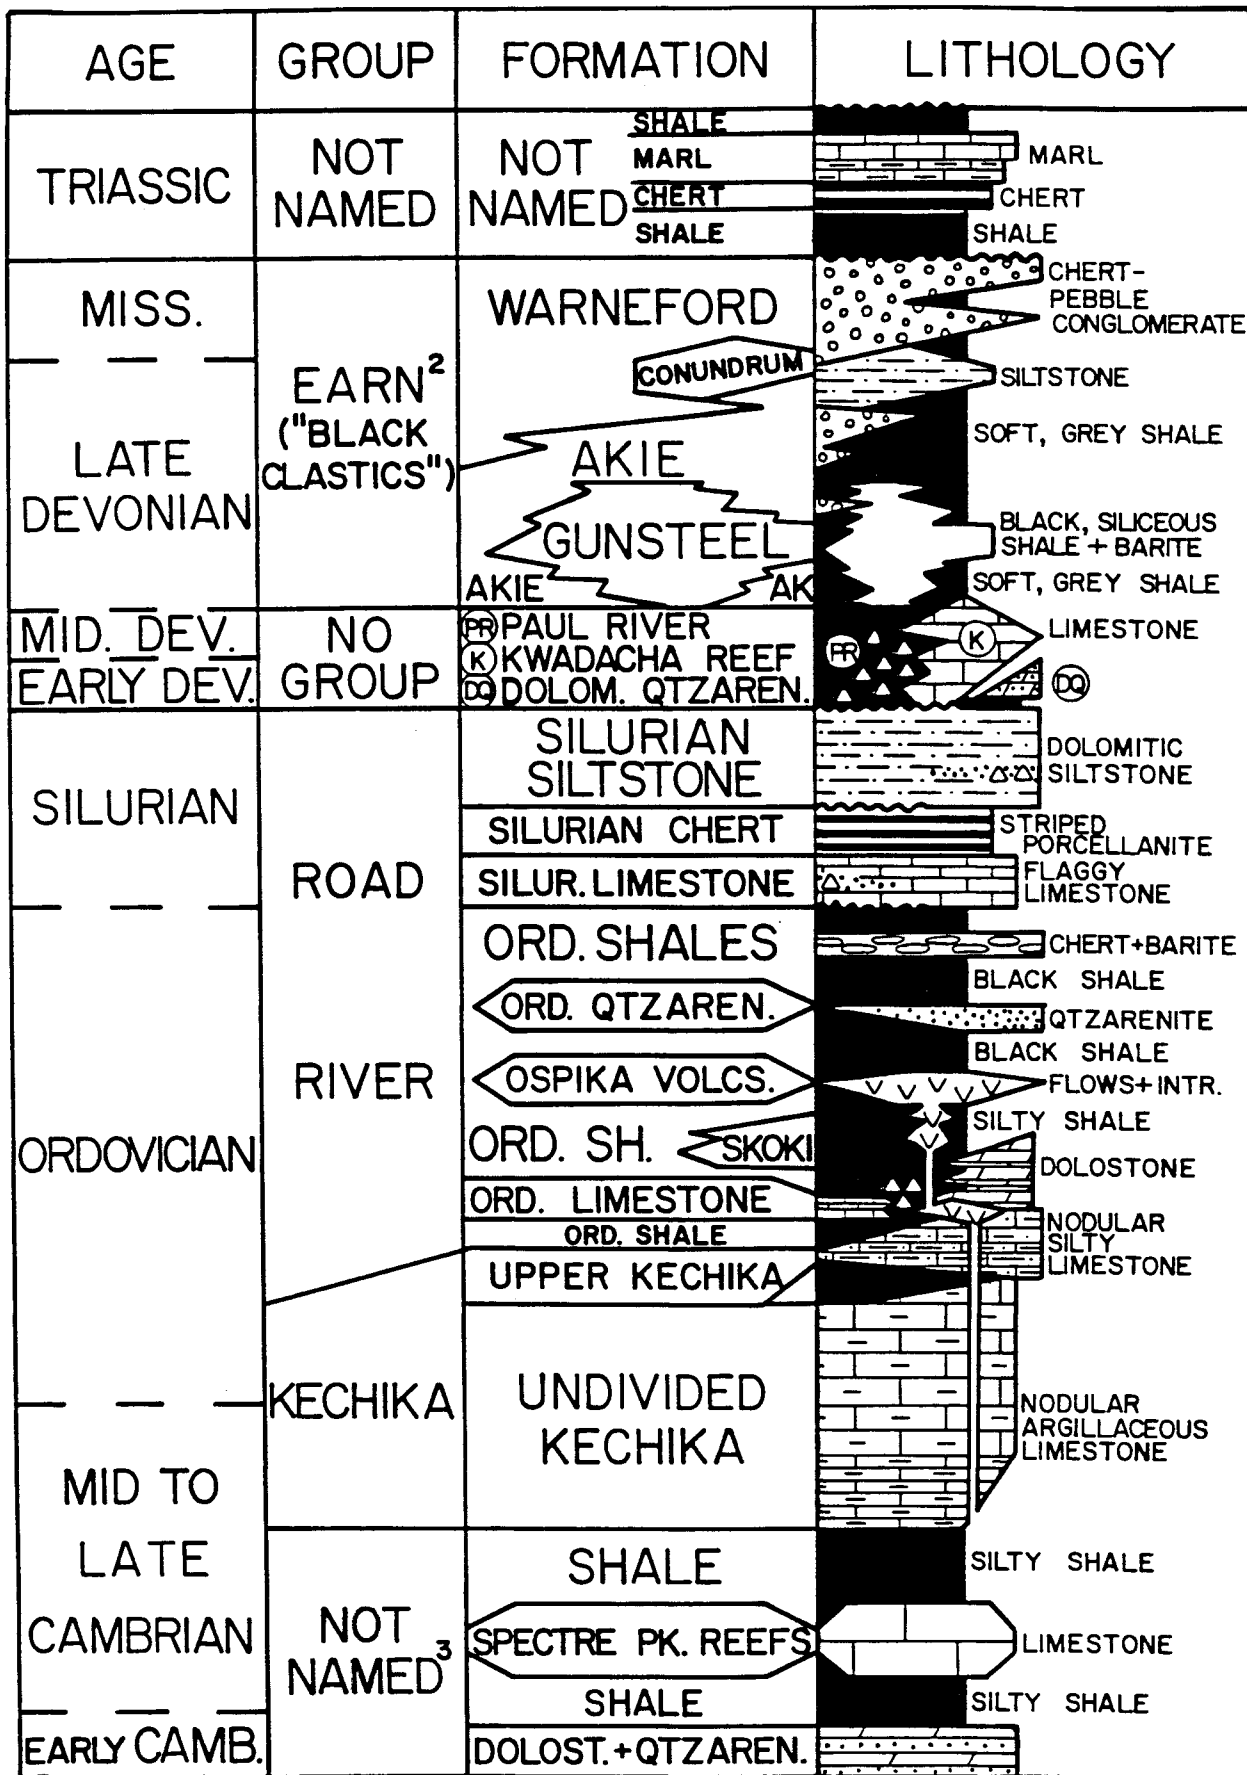 AGE GROUP FORMATION LITHOLOGY
TRIASSIC
NOT
NAMED
NOT
NAMED
SHALE
MARL
CHERT
SHALE
MARL
CHERT
SHALE
MISS.
LATE
DEVONIAN
EARN²
("BLACK
CLASTICS")
WARNEFORD
CONUNDRUM
AKIE
GUNSTEEL
AKIE
AK
CHERT-
PEBBLE
CONGLOMERATE
SILTSTONE
SOFT, GREY SHALE
BLACK, SILICEOUS
SHALE + BARITE
SOFT, GREY SHALE
MID. DEV.
EARLY DEV.
NO
GROUP
PR PAUL RIVER
K KWADACHA REEF
DQ DOLOM. QTZAREN.
PR
K
LIMESTONE
DQ
SILURIAN
ORDOVICIAN
ROAD
RIVER
SILURIAN
SILTSTONE
SILURIAN CHERT
SILUR. LIMESTONE
ORD. SHALES
ORD. QTZAREN.
OSPIKA VOLCS.
ORD. SH.
SKOKI
ORD. LIMESTONE
ORD. SHALE
DOLOMITIC
SILTSTONE
STRIPED
PORCELLANITE
FLAGGY
LIMESTONE
CHERT+BARITE
BLACK SHALE
QTZARENITE
BLACK SHALE
FLOWS+INTR.
SILTY SHALE
DOLOSTONE
NODULAR
SILTY
LIMESTONE
KECHIKA
UPPER KECHIKA
UNDIVIDED
KECHIKA
NODULAR
ARGILLACEOUS
LIMESTONE
MID TO
LATE
CAMBRIAN
EARLY CAMB.
NOT
NAMED³
SHALE
SPECTRE PK. REEFS
SHALE
DOLOST.+QTZAREN.
SILTY SHALE
LIMESTONE
SILTY SHALE